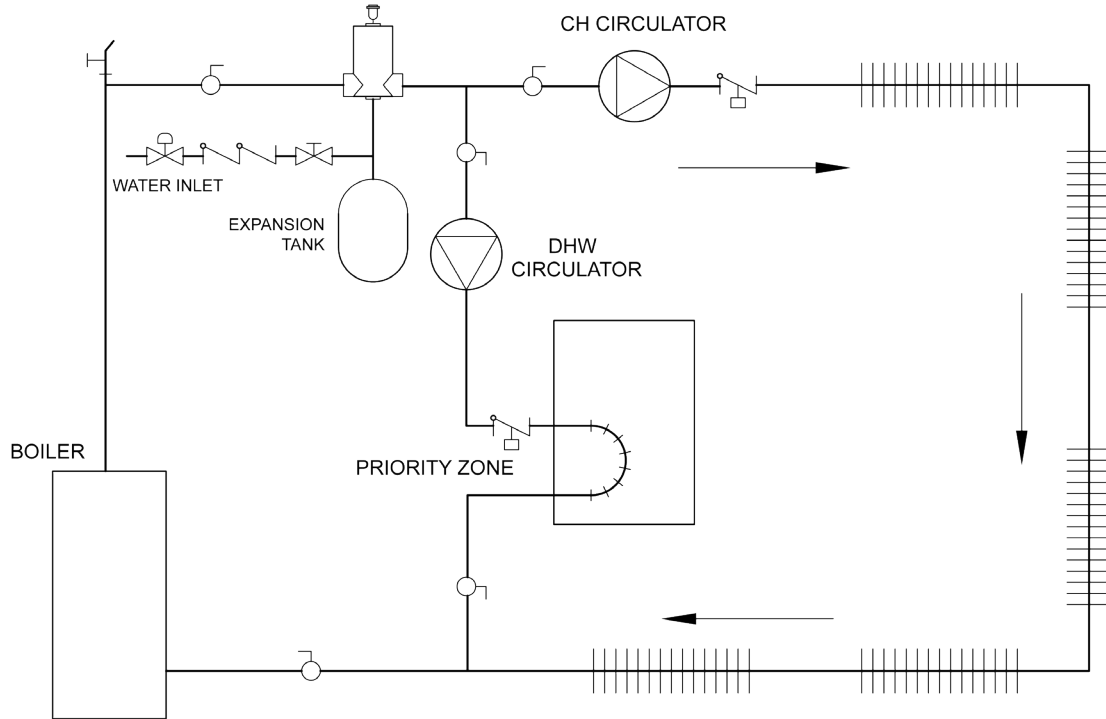 CH CIRCULATOR
WATER INLET
EXPANSION
TANK
DHW
CIRCULATOR
BOILER
PRIORITY ZONE